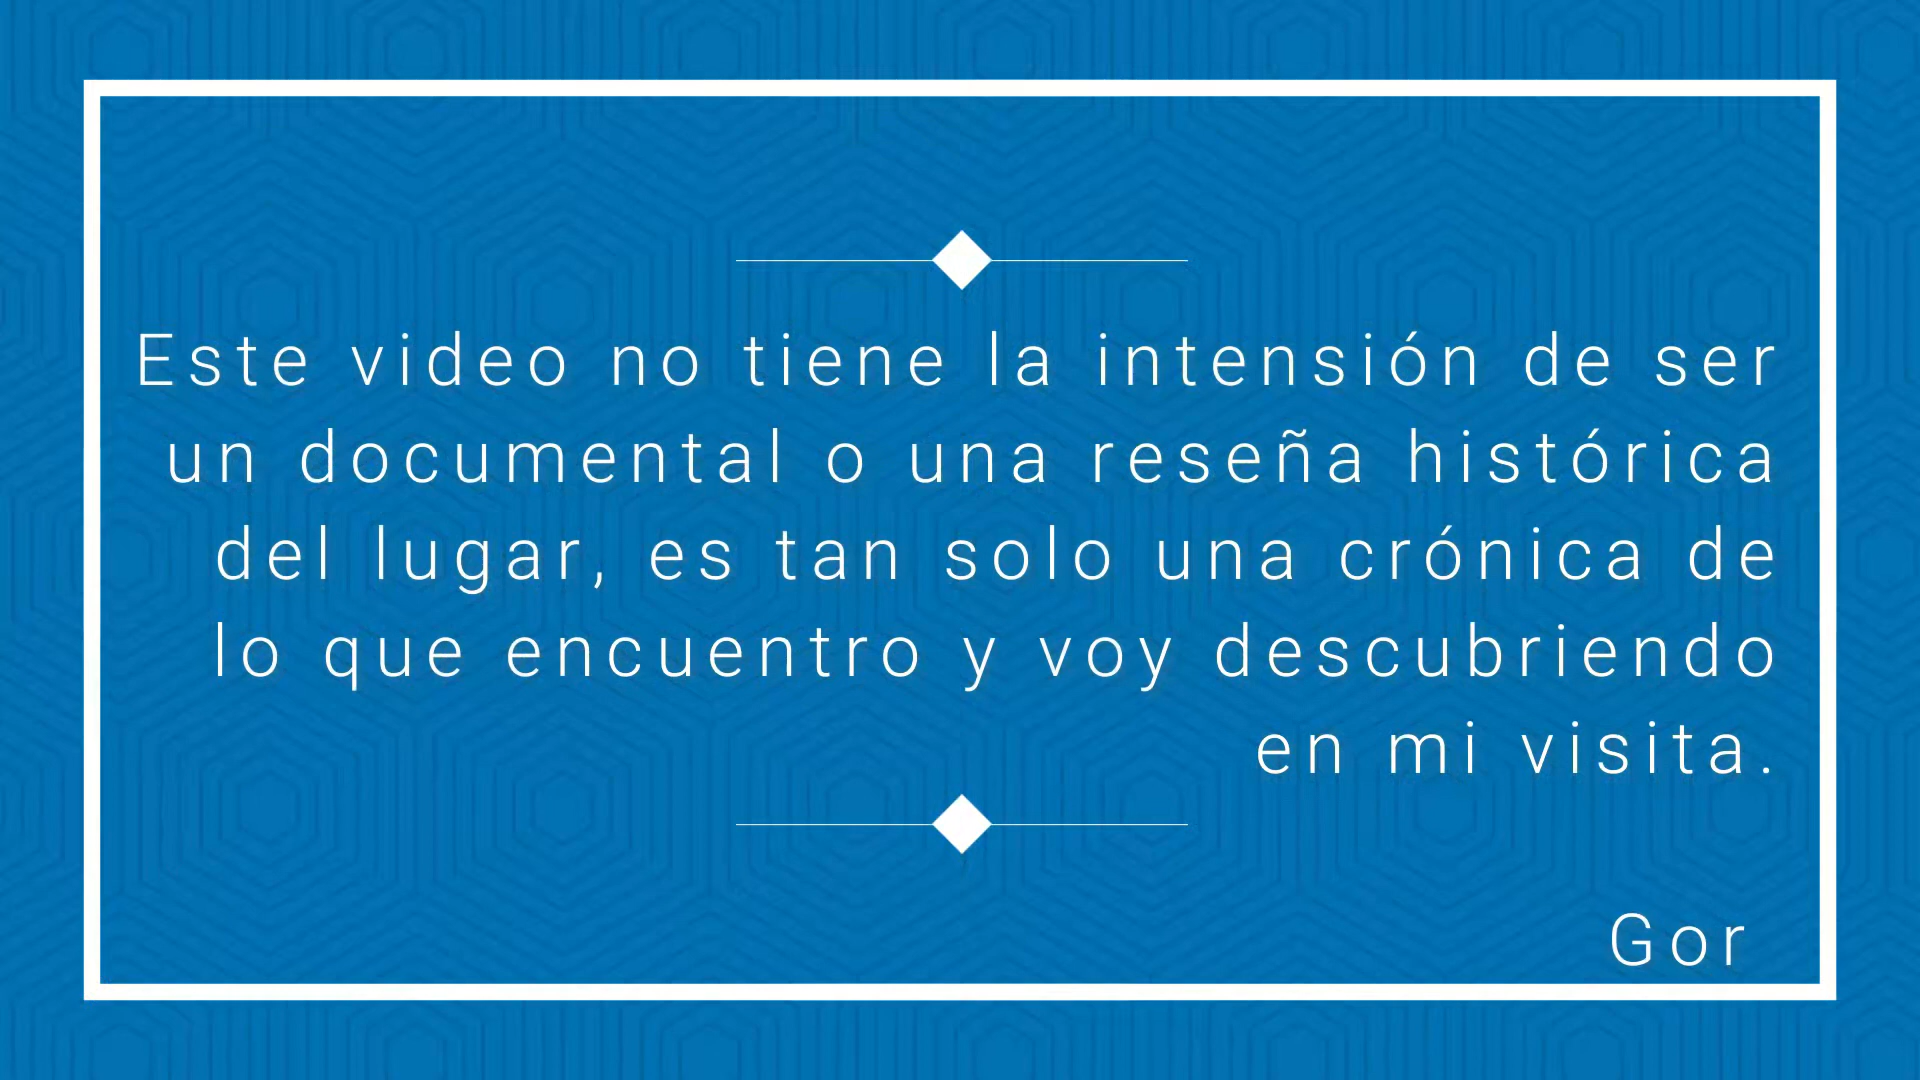 Este video no tiene la intensión de ser
un documental o una reseña histórica
del lugar, es tan solo una crónica de
lo que encuentro y voy descubriendo
en mi visita.
Gor